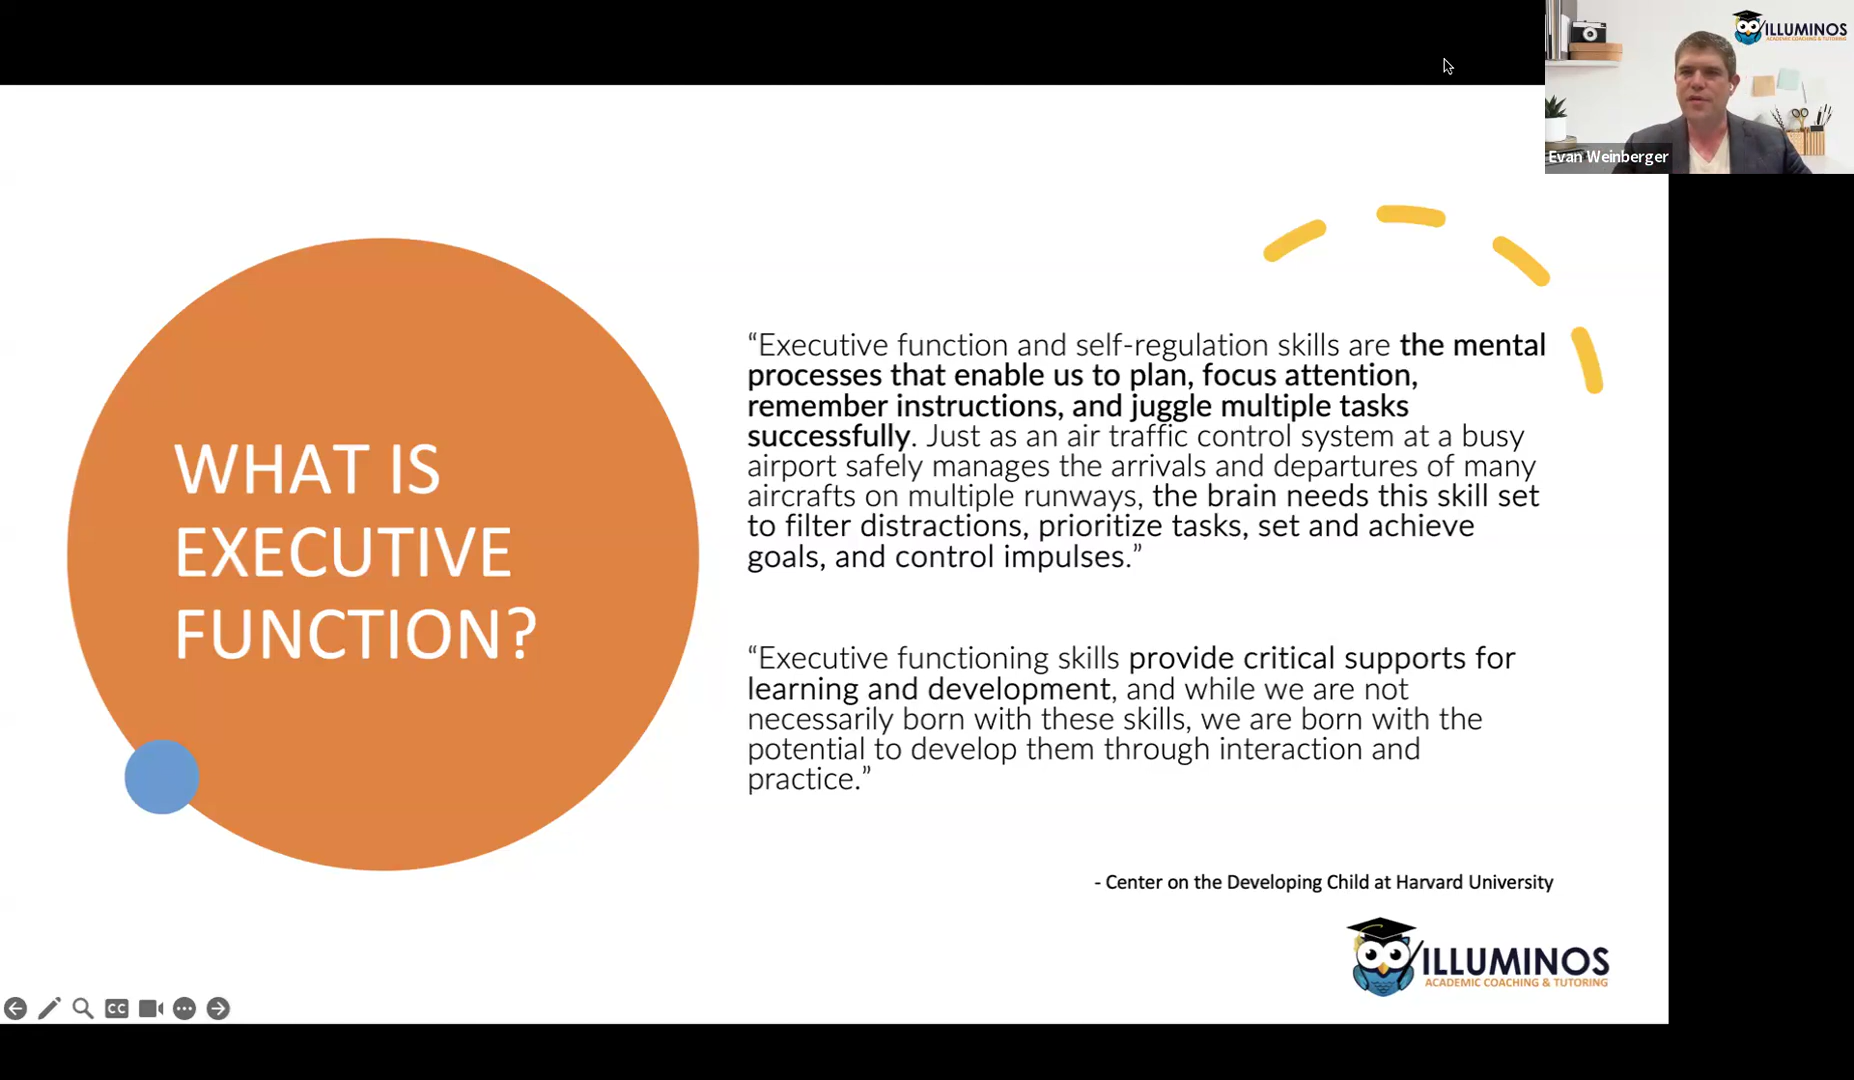 ILLUMINOS
ACADEMIC COACHING & TUTORING
Evan Weinberger
WHAT IS
EXECUTIVE
FUNCTION?
“Executive function and self-regulation skills are the mental
processes that enable us to plan, focus attention,
remember instructions, and juggle multiple tasks
successfully. Just as an air traffic control system at a busy
airport safely manages the arrivals and departures of many
aircrafts on multiple runways, the brain needs this skill set
to filter distractions, prioritize tasks, set and achieve
goals, and control impulses.”
“Executive functioning skills provide critical supports for
learning and development, and while we are not
necessarily born with these skills, we are born with the
potential to develop them through interaction and
practice.”
- Center on the Developing Child at Harvard University
ILLUMINOS
ACADEMIC COACHING & TUTORING
CC